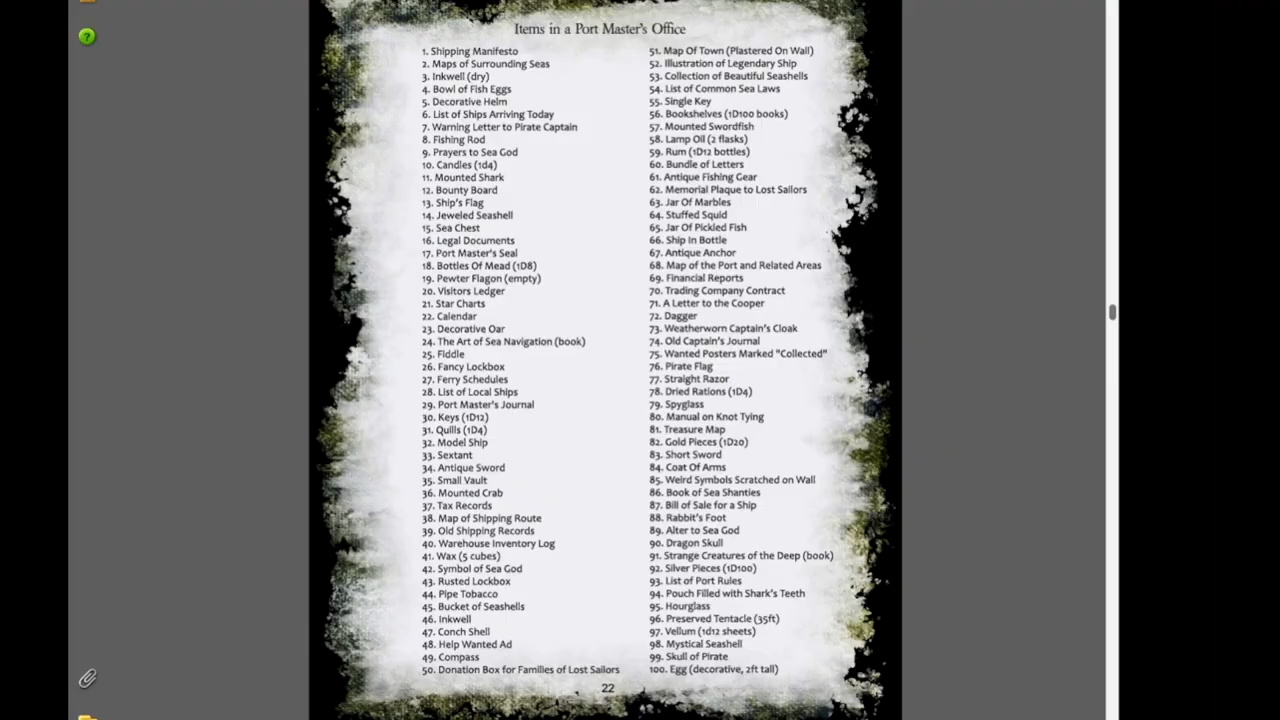 Items in a Port Master's Office
1. Shipping Manifesto
2. Maps of Surrounding Seas
3. Inkwell (dry)
4. Bowl of Fish Eggs
5. Decorative Helm
6. List of Ships Arriving Today
7. Warning Letter to Pirate Captain
8. Fishing Rod
9. Prayers to Sea God
10. Candles (1d4)
11. Mounted Shark
12. Bounty Board
13. Ship's Flag
14. Jeweled Seashell
15. Sea Chest
16. Legal Documents
17. Port Master's Seal
18. Bottles Of Mead (1D8)
19. Pewter Flagon (empty)
20. Visitors Ledger
21. Star Charts
22. Calendar
23. Decorative Oar
24. The Art of Sea Navigation (book)
25. Fiddle
26. Fancy Lockbox
27. Ferry Schedules
28. List of Local Ships
29. Port Master's Journal
30. Keys (1D12)
31. Quills (1D4)
32. Model Ship
33. Sextant
34. Antique Sword
35. Small Vault
36. Mounted Crab
37. Tax Records
38. Map of Shipping Route
39. Old Shipping Records
40. Warehouse Inventory Log
41. Wax (5 cubes)
42. Symbol of Sea God
43. Rusted Lockbox
44. Pipe Tobacco
45. Bucket of Seashells
46. Inkwell
47. Conch Shell
48. Help Wanted Ad
49. Compass
50. Donation Box for Families of Lost Sailors
51. Map Of Town (Plastered On Wall)
52. Illustration of Legendary Ship
53. Collection of Beautiful Seashells
54. List of Common Sea Laws
55. Single Key
56. Bookshelves (1D100 books)
57. Mounted Swordfish
58. Lamp Oil (2 flasks)
59. Rum (1D12 bottles)
60. Bundle of Letters
61. Antique Fishing Gear
62. Memorial Plaque to Lost Sailors
63. Jar Of Marbles
64. Stuffed Squid
65. Jar Of Pickled Fish
66. Ship In Bottle
67. Antique Anchor
68. Map of the Port and Related Areas
69. Financial Reports
70. Trading Company Contract
71. A Letter to the Cooper
72. Dagger
73. Weatherworn Captain's Cloak
74. Old Captain's Journal
75. Wanted Posters Marked "Collected"
76. Pirate Flag
77. Straight Razor
78. Dried Rations (1D4)
79. Spyglass
80. Manual on Knot Tying
81. Treasure Map
82. Gold Pieces (1D20)
83. Short Sword
84. Coat Of Arms
85. Weird Symbols Scratched on Wall
86. Book of Sea Shanties
87. Bill of Sale for a Ship
88. Rabbit's Foot
89. Alter to Sea God
90. Dragon Skull
91. Strange Creatures of the Deep (book)
92. Silver Pieces (1D100)
93. List of Port Rules
94. Pouch Filled with Shark's Teeth
95. Hourglass
96. Preserved Tentacle (35ft)
97. Vellum (1d12 sheets)
98. Mystical Seashell
99. Skull of Pirate
100. Egg (decorative, 2ft tall)
22